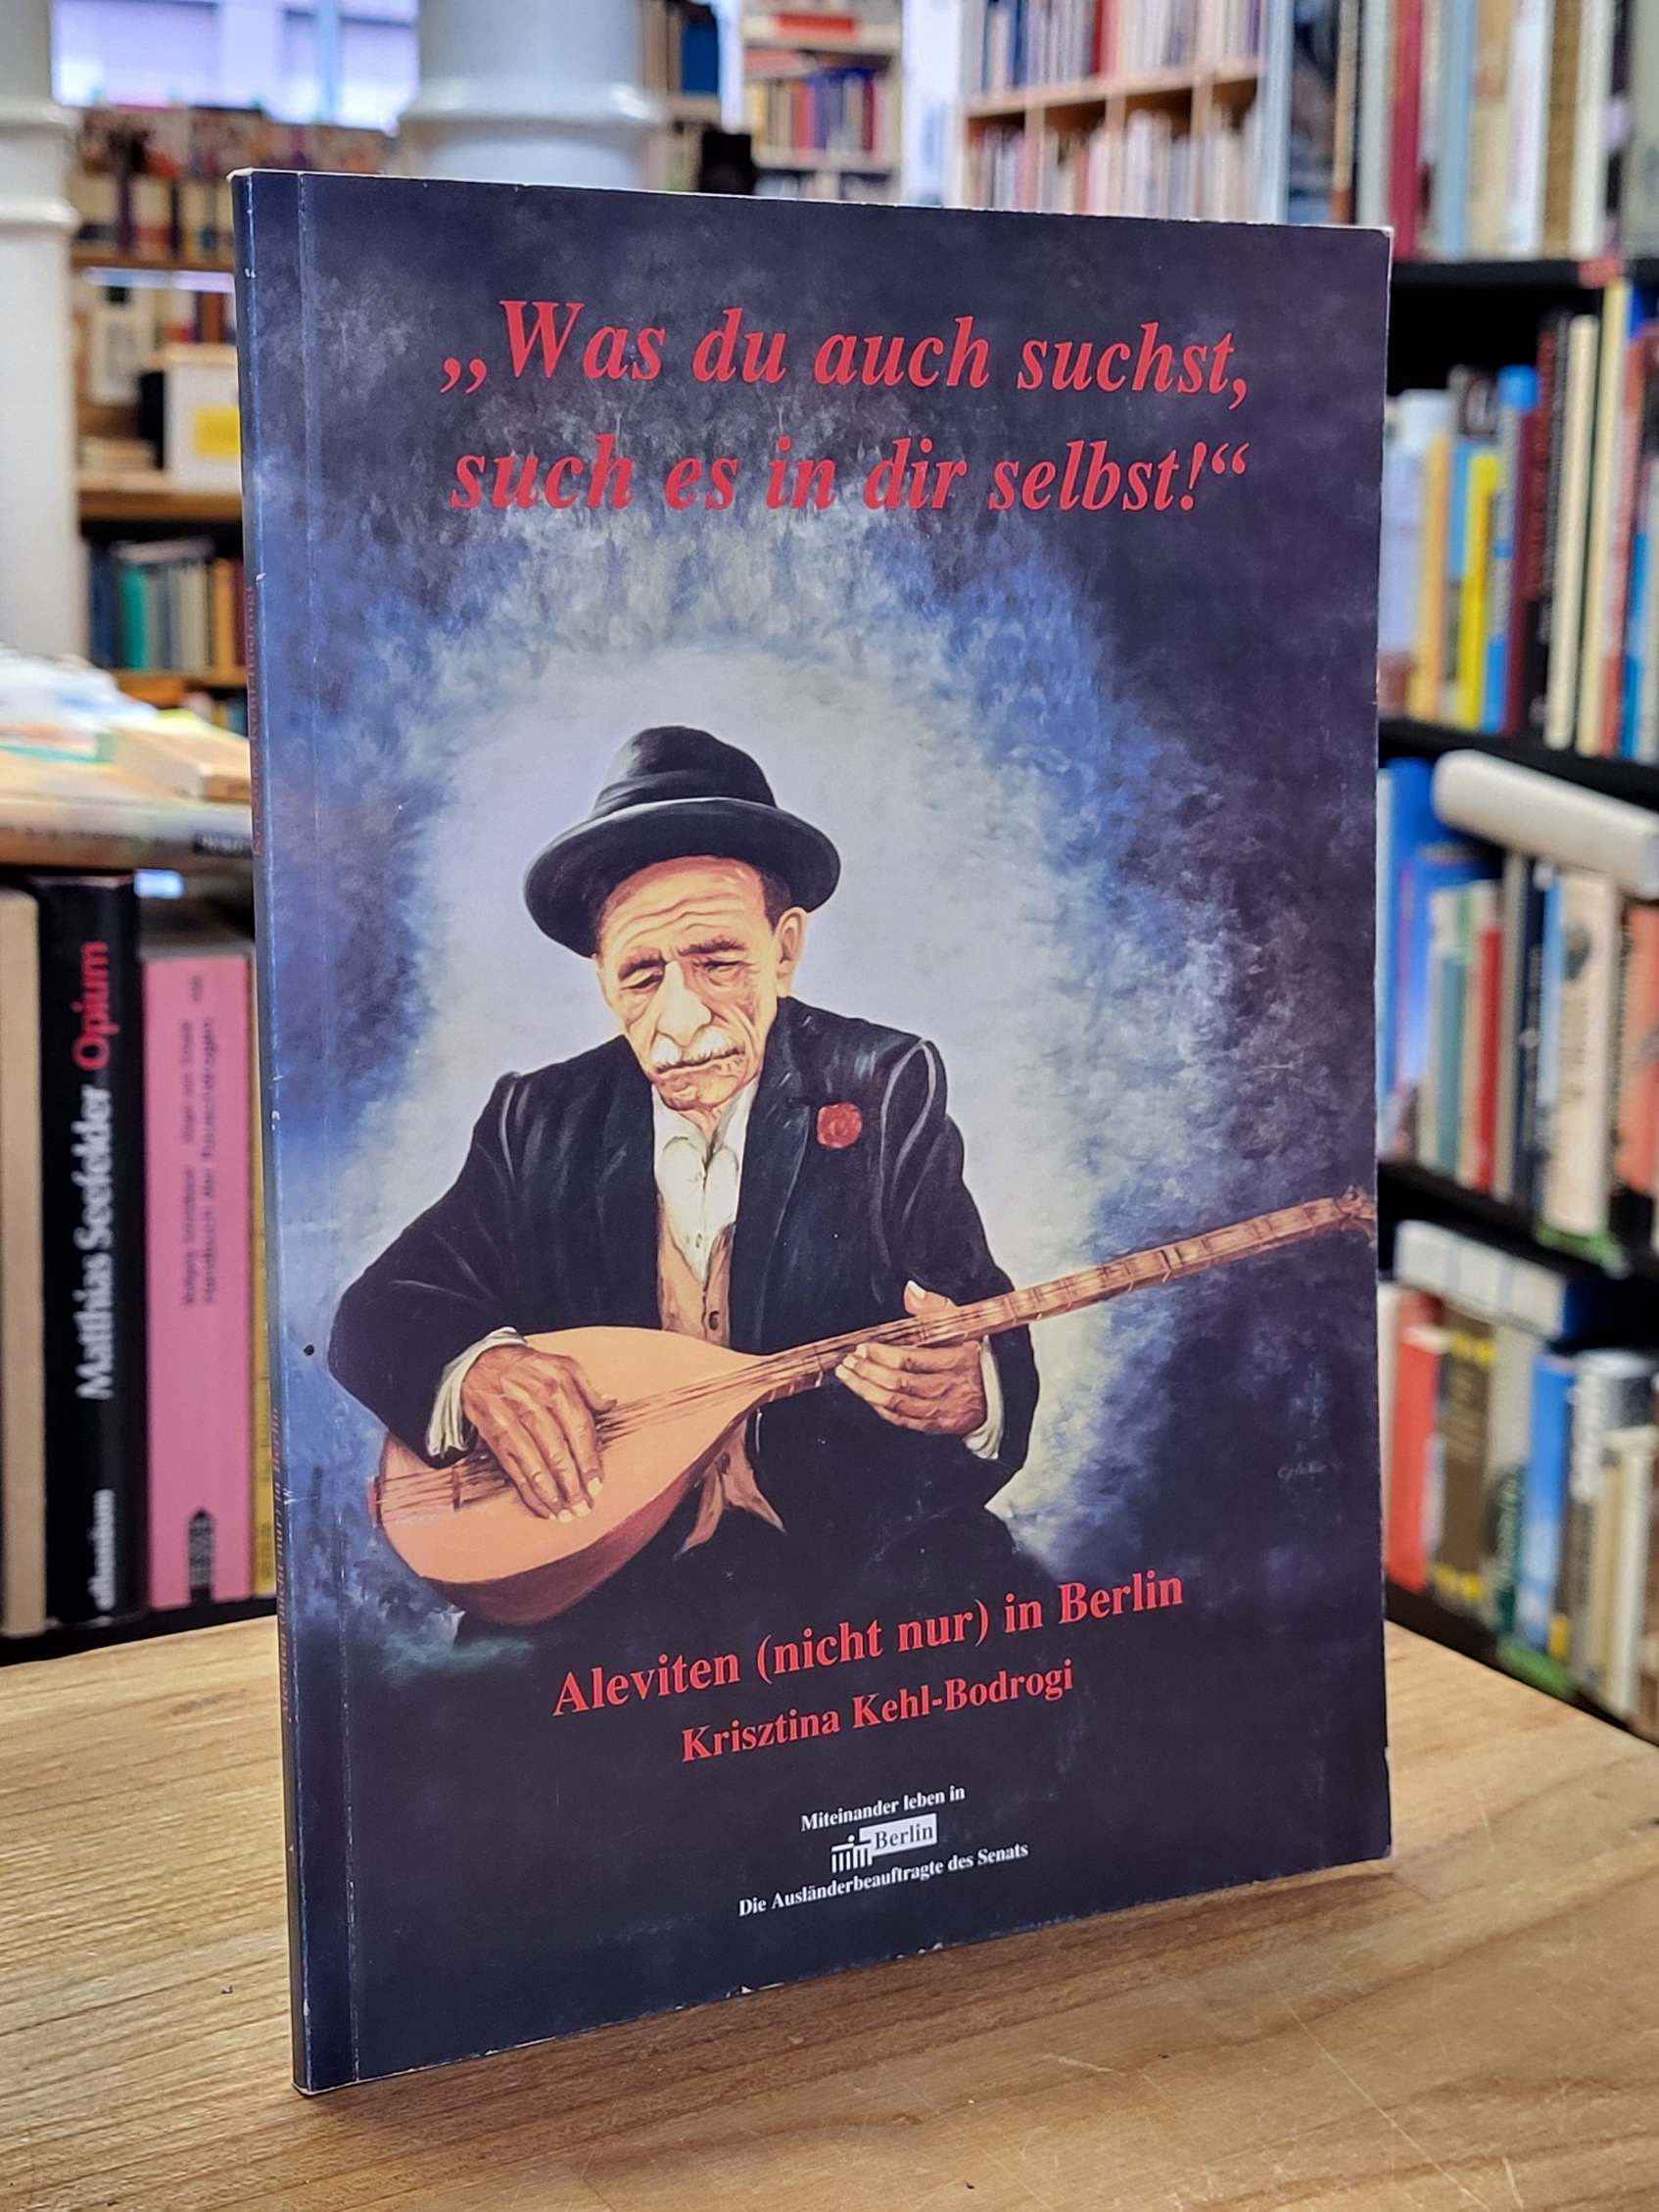 „Was du auch suchst,
such es in dir selbst!“
Aleviten (nicht nur) in Berlin
Krisztina Kehl-Bodrogi
Miteinander leben in
Berlin
Die Ausländerbeauftragte des Senats
Matthias Seefelder Opium